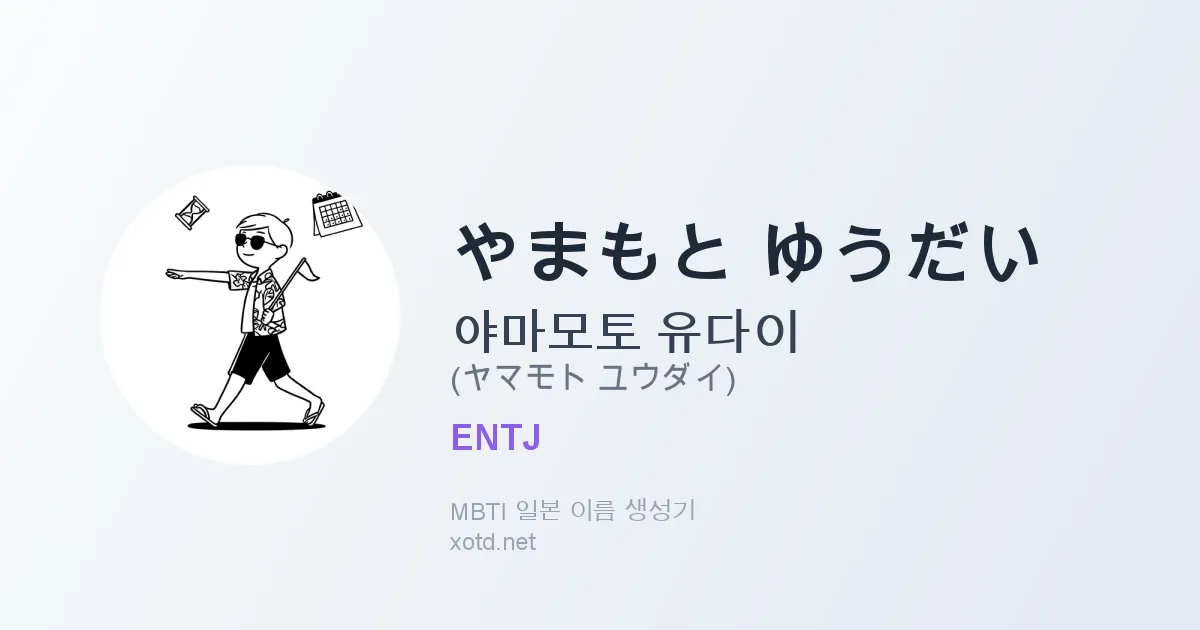 やまもと ゆうだい
야마모토 유다이
(ヤマモト ユウダイ)
ENTJ
MBTI 일본 이름 생성기
xotd.net